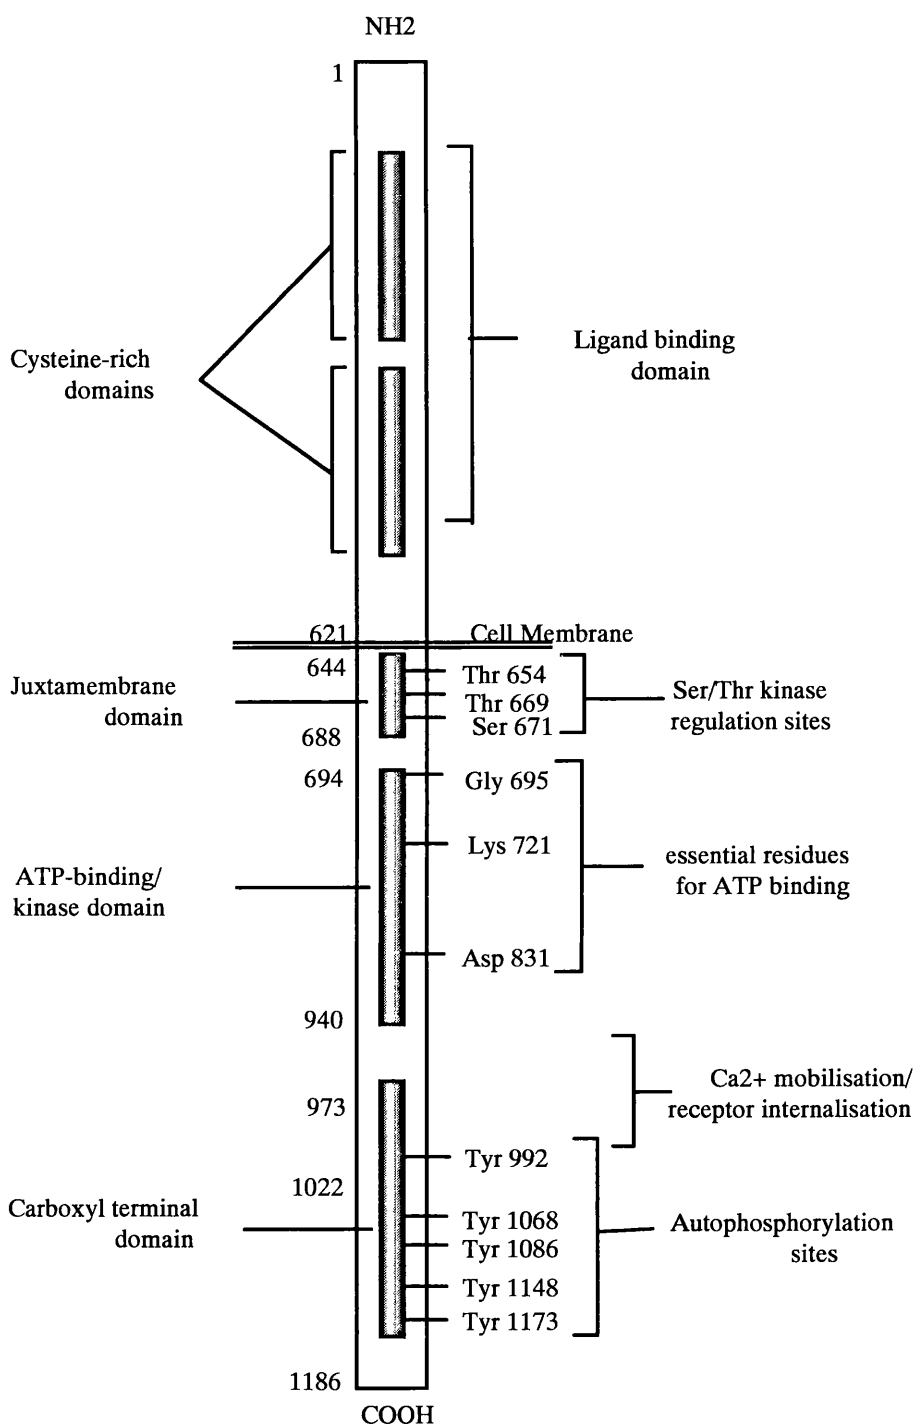 NH2
1
Cysteine-rich
domains
Ligand binding
domain
621
Cell Membrane
644
Juxtamembrane
domain
688
Thr 654
Thr 669
Ser 671
Ser/Thr kinase
regulation sites
694
Gly 695
Lys 721
Asp 831
essential residues
for ATP binding
ATP-binding/
kinase domain
940
Ca2+ mobilisation/
receptor internalisation
973
1022
Carboxyl terminal
domain
Tyr 992
Tyr 1068
Tyr 1086
Tyr 1148
Tyr 1173
Autophosphorylation
sites
1186
COOH